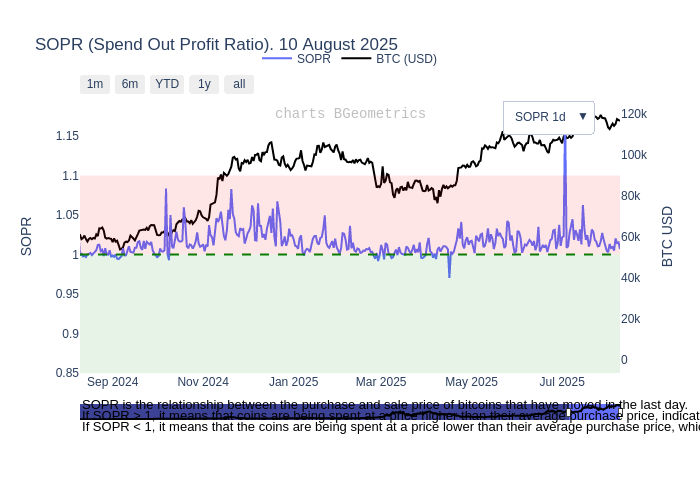 SOPR (Spend Out Profit Ratio). 10 August 2025
SOPR BTC (USD)
1m 6m YTD 1y all
charts BGeometrics
SOPR 1d ▼
1.15
1.1
1.05
1
0.95
0.9
0.85
SOPR
120k
100k
80k
60k
40k
20k
0
BTC USD
Sep 2024 Nov 2024 Jan 2025 Mar 2025 May 2025 Jul 2025
SOPR is the relationship between the purchase and sale price of bitcoins that have moved in the last day.
If SOPR > 1, it means that coins are being spent at a price higher than their average purchase price, indicat
If SOPR < 1, it means that the coins are being spent at a price lower than their average purchase price, whi